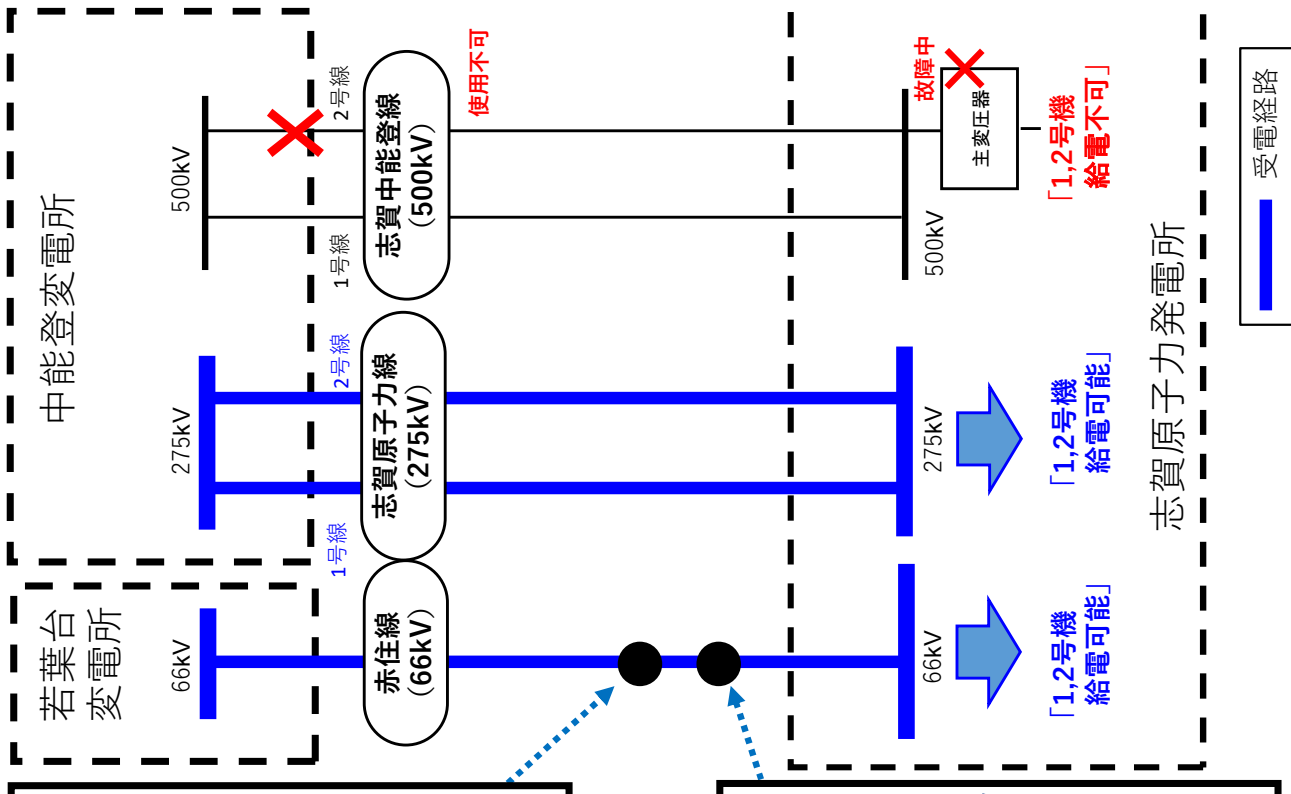 若葉台
変電所
66kV
赤住線
（66kV）
66kV
「1,2号機
給電可能」
中能登変電所
275kV
1号線
2号線
志賀原子力線
（275kV）
275kV
「1,2号機
給電可能」
500kV
1号線
2号線
志賀中能登線
（500kV）
使用不可
500kV
故障中
主変圧器
「1,2号機
給電不可」
志賀原子力発電所
受電経路